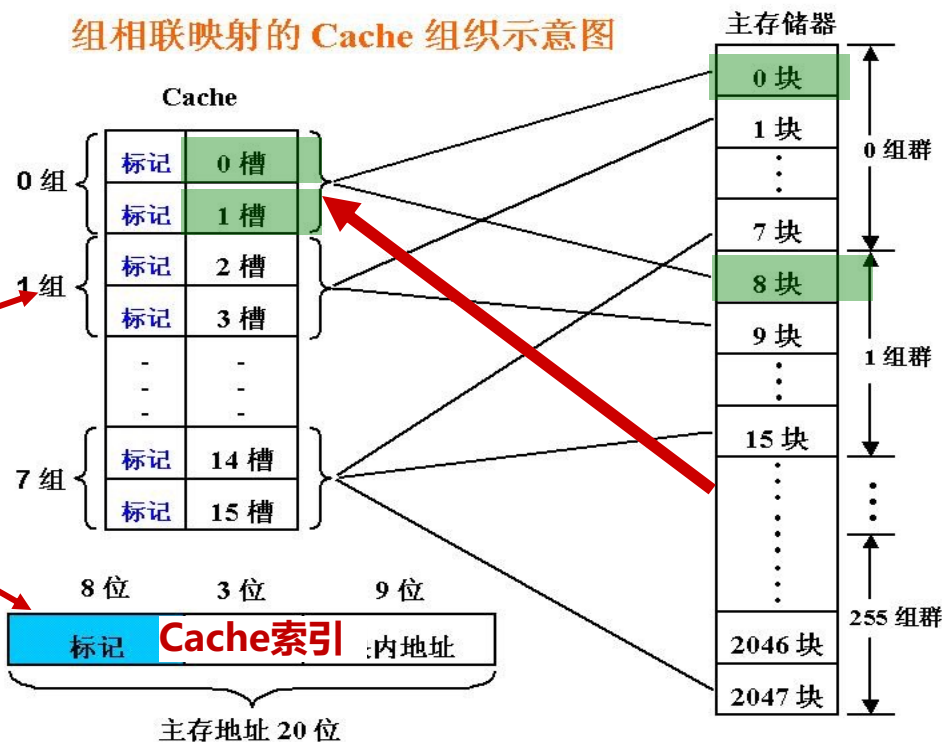 组相联映射的 Cache 组织示意图
主存储器
Cache
0 组
标记 0 槽
标记 1 槽
1 组
标记 2 槽
标记 3 槽
7 组
标记 14 槽
标记 15 槽
0 块
1 块
7 块
0 组群
8 块
9 块
15 块
1 组群
2046 块
2047 块
255 组群
8 位 3 位 9 位
标记 Cache索引 内地址
主存地址 20 位